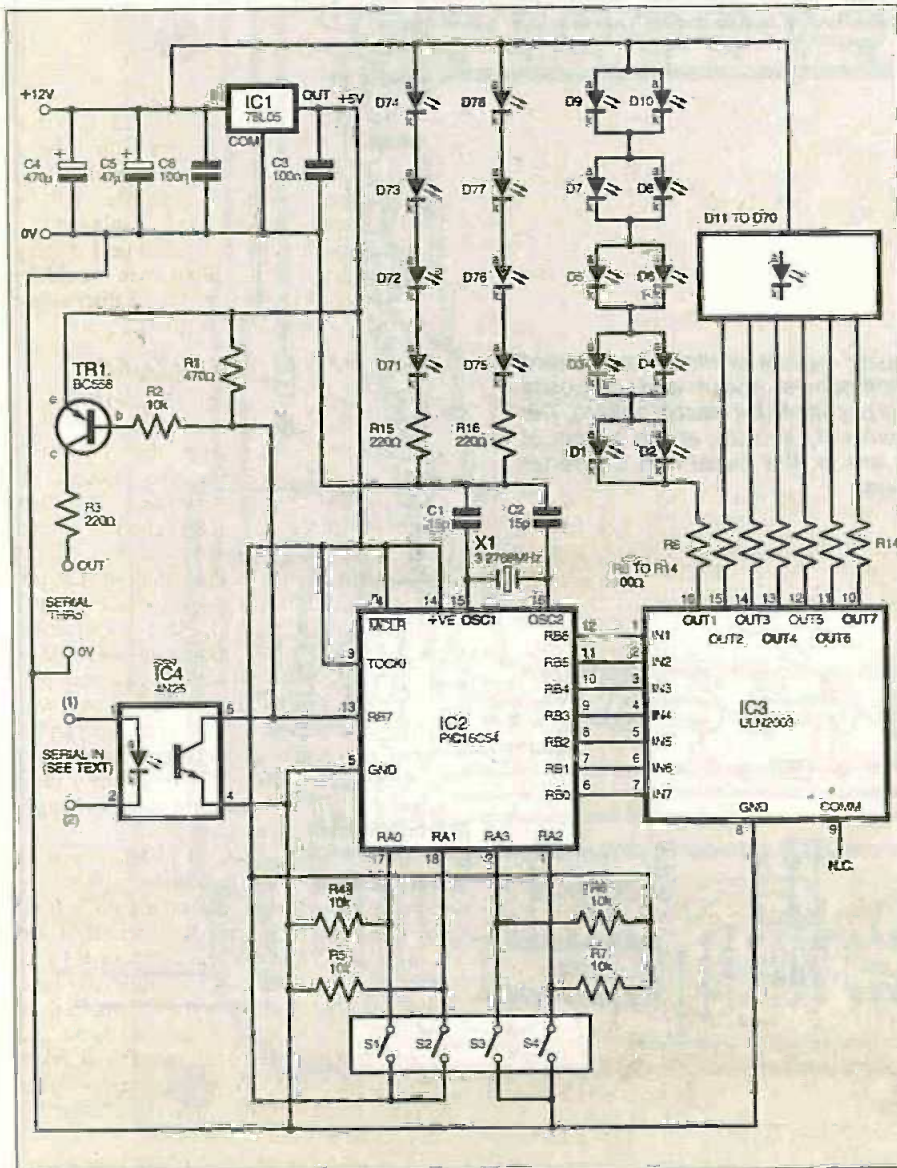 +12V
IC1
78L05
OUT
+5V
COM
C4
470µ
C5
47µ
C6
100n
C3
100n
0V
D74
D78
D9
D10
D73
D77
D7
D8
D72
D76
D5
D6
D71
D75
D3
D4
D1
D2
D11 TO D70
a
k
TR1
BC558
e
b
c
R2
10k
R1
470Ω
R3
220Ω
OUT
SERIAL
THRU
0V
R15
220Ω
R16
220Ω
C1
15p
C2
15p
X1
3.2768MHz
R8 TO R14
R8
R14
IC4
4N25
(1)
SERIAL IN
(SEE TEXT)
(2)
1
2
5
4
4
14
15
16
MCLR
+VE
OSC1
OSC2
3
TOCKI
13
RB7
5
GND
IC2
PIC16C54
RB6
12
1
IN1
RB5
11
2
IN2
RB4
10
3
IN3
RB3
9
4
IN4
RB2
8
5
IN5
RB1
7
6
IN6
RB0
6
7
IN7
16
15
14
13
12
11
10
OUT1
OUT3
OUT5
OUT7
OUT2
OUT4
OUT6
IC3
ULN2003
GND
COMM
8
9
N.C.
RA0
RA1
RA3
RA2
17
18
2
1
R4
10k
R6
10k
R5
10k
R7
10k
S1
S2
S3
S4